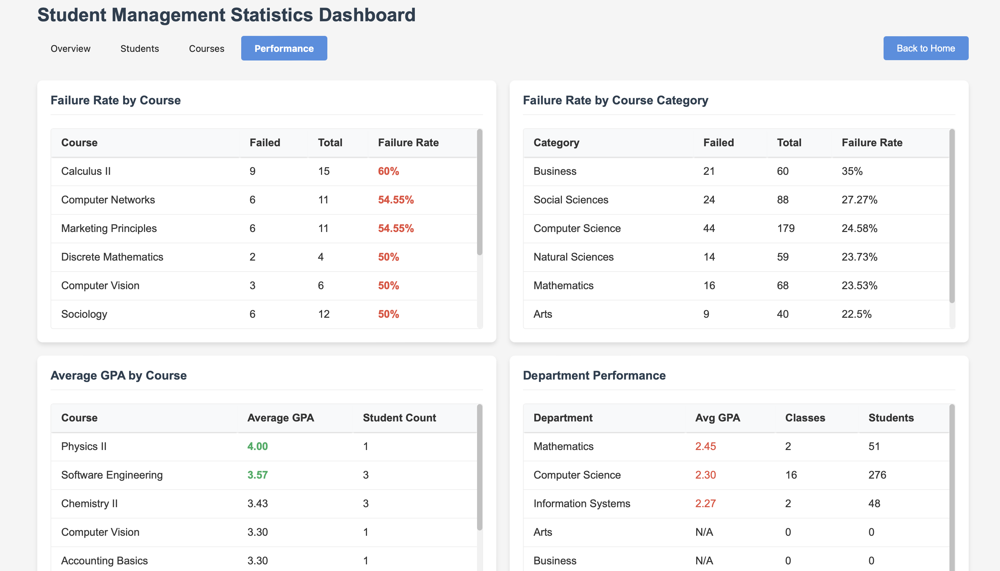 Student Management Statistics Dashboard
Overview Students Courses Performance Back to Home
Failure Rate by Course
Course Failed Total Failure Rate
Calculus II 9 15 60%
Computer Networks 6 11 54.55%
Marketing Principles 6 11 54.55%
Discrete Mathematics 2 4 50%
Computer Vision 3 6 50%
Sociology 6 12 50%
Failure Rate by Course Category
Category Failed Total Failure Rate
Business 21 60 35%
Social Sciences 24 88 27.27%
Computer Science 44 179 24.58%
Natural Sciences 14 59 23.73%
Mathematics 16 68 23.53%
Arts 9 40 22.5%
Average GPA by Course
Course Average GPA Student Count
Physics II 4.00 1
Software Engineering 3.57 3
Chemistry II 3.43 3
Computer Vision 3.30 1
Accounting Basics 3.30 1
Department Performance
Department Avg GPA Classes Students
Mathematics 2.45 2 51
Computer Science 2.30 16 276
Information Systems 2.27 2 48
Arts N/A 0 0
Business N/A 0 0